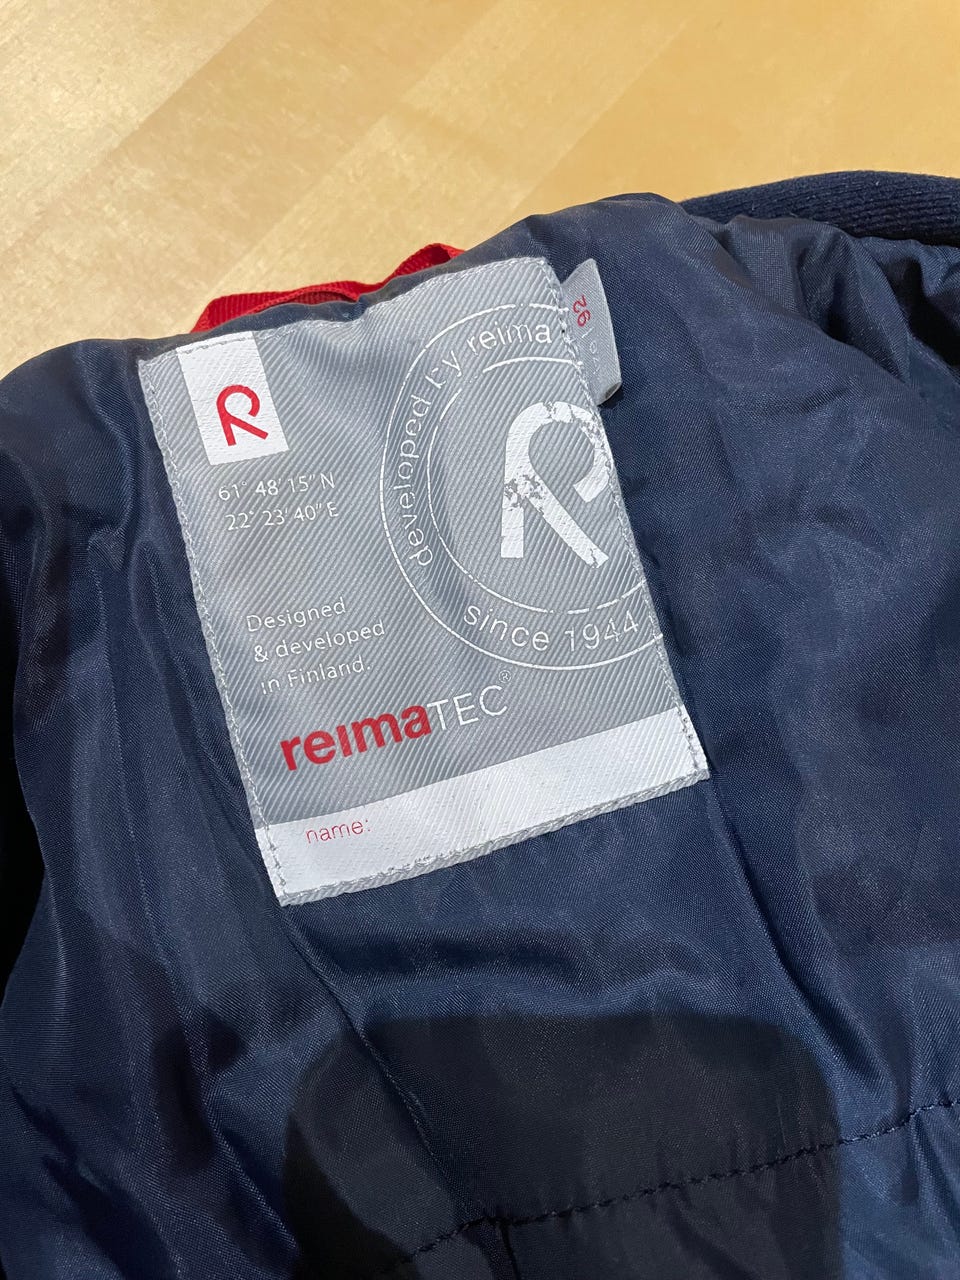 developed by reima
since 1944
61° 48' 15" N
22° 23' 40" E
Designed
& developed
in Finland.
reimaTEC®
name:
92